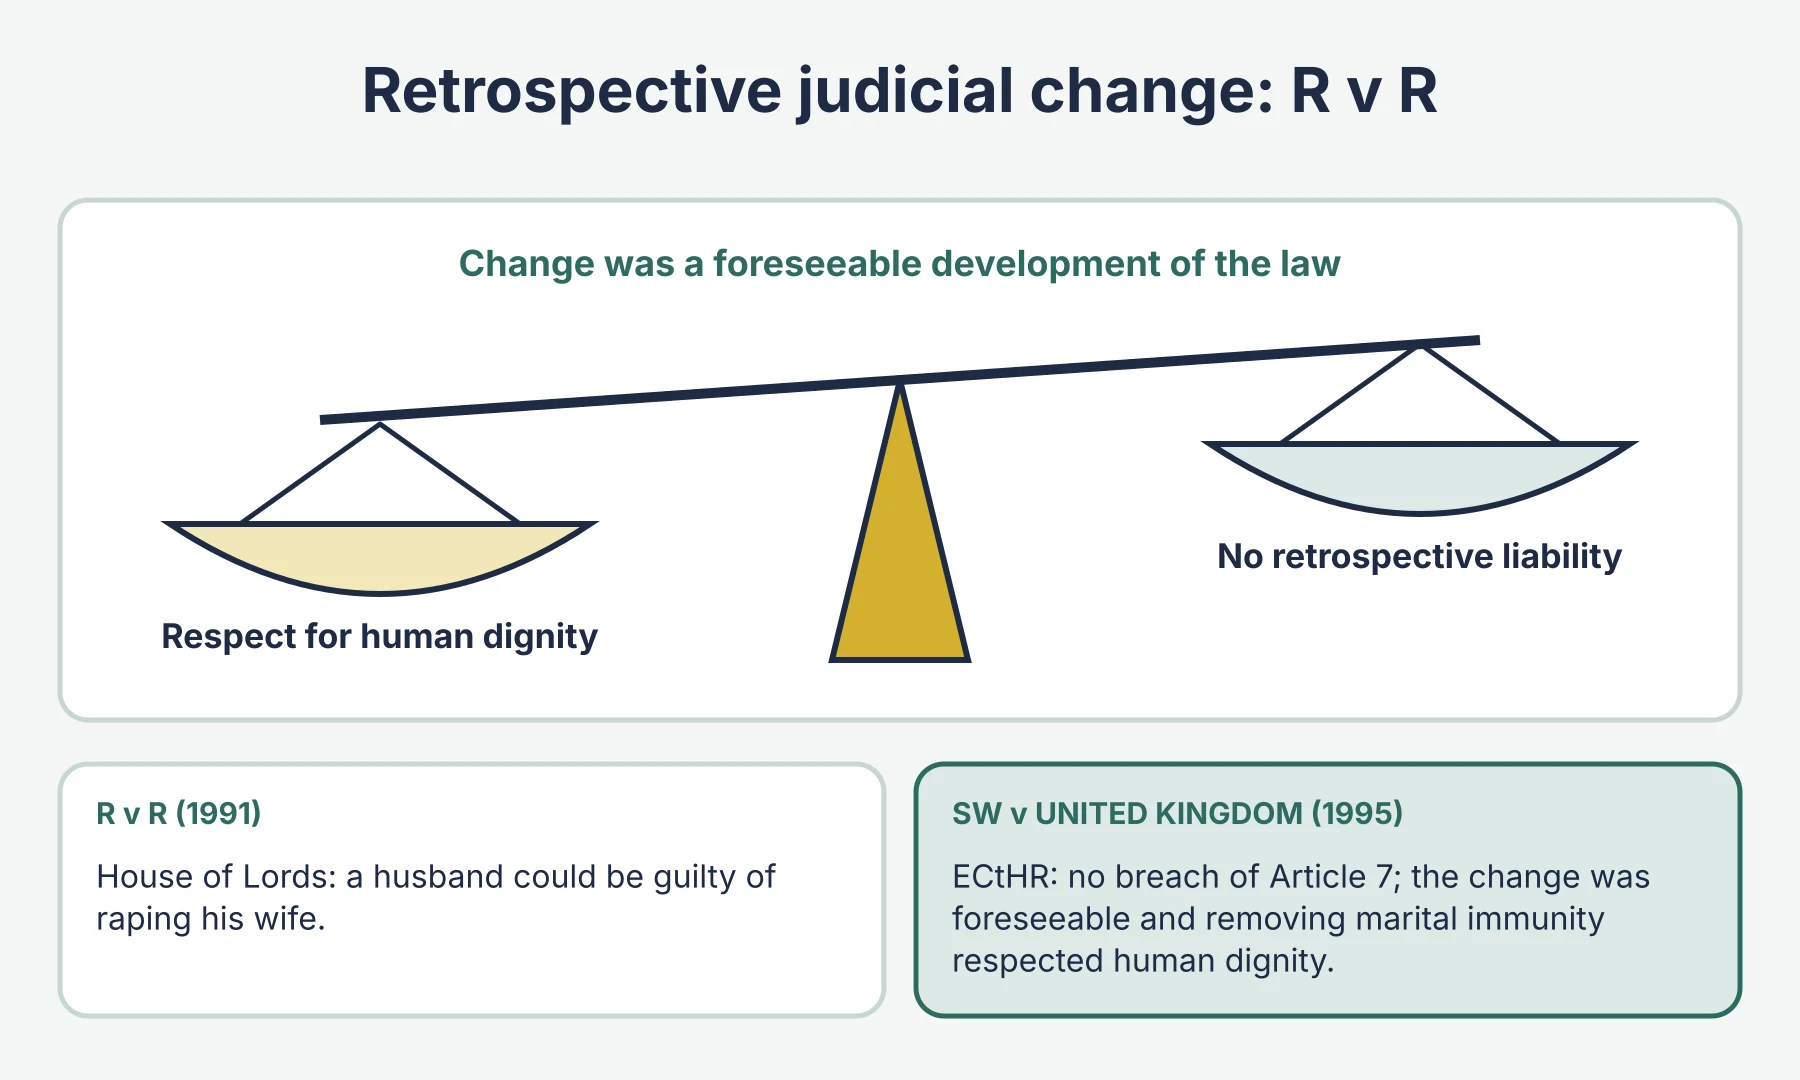 Retrospective judicial change: R v R
Change was a foreseeable development of the law
No retrospective liability
Respect for human dignity
R v R (1991)
House of Lords: a husband could be guilty of
raping his wife.
SW v UNITED KINGDOM (1995)
ECtHR: no breach of Article 7; the change was
foreseeable and removing marital immunity
respected human dignity.